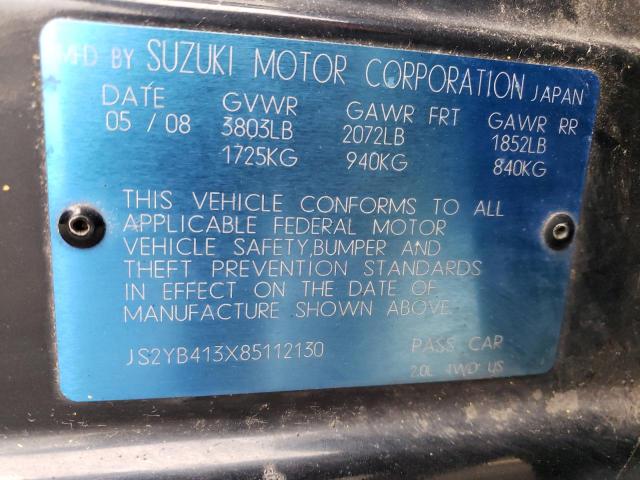 MFD BY SUZUKI MOTOR CORPORATION JAPAN
DATE GVWR GAWR FRT GAWR RR
05 / 08 3803LB 2072LB 1852LB
1725KG 940KG 840KG
THIS VEHICLE CONFORMS TO ALL
APPLICABLE FEDERAL MOTOR
VEHICLE SAFETY,BUMPER AND
THEFT PREVENTION STANDARDS
IN EFFECT ON THE DATE OF
MANUFACTURE SHOWN ABOVE.
JS2YB413X85112130 PASS CAR
2.0L 4WD US